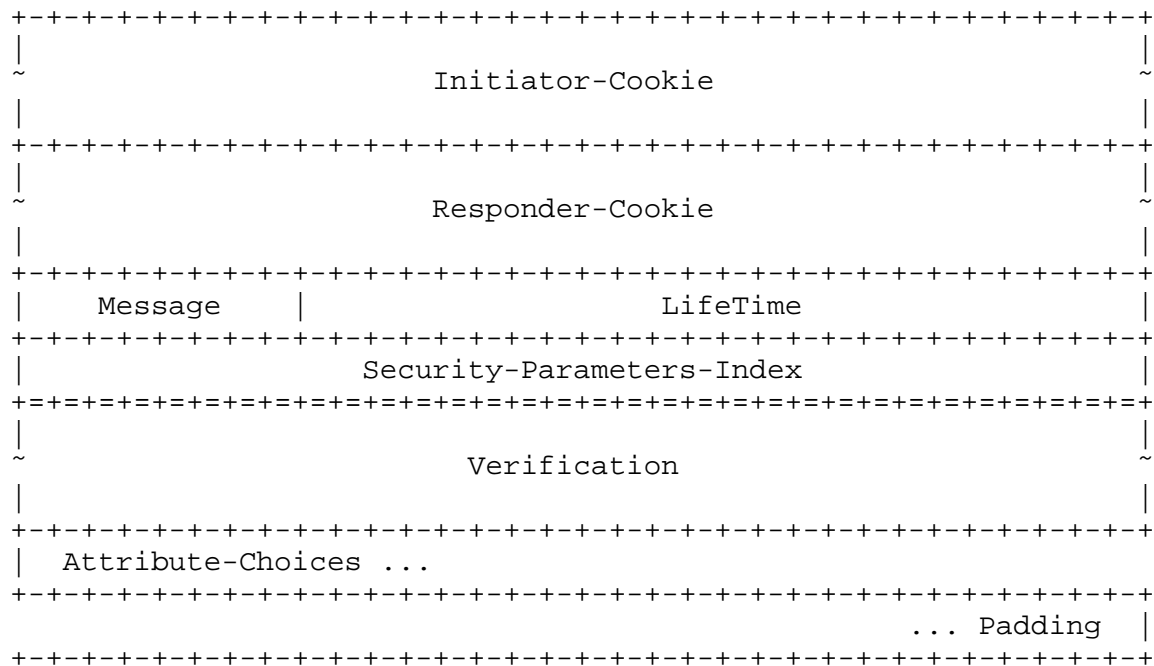 +-+-+-+-+-+-+-+-+-+-+-+-+-+-+-+-+-+-+-+-+-+-+-+-+-+-+-+-+-+-+-+-+
|                                                               |
~                       Initiator-Cookie                        ~
|                                                               |
+-+-+-+-+-+-+-+-+-+-+-+-+-+-+-+-+-+-+-+-+-+-+-+-+-+-+-+-+-+-+-+-+
|                                                               |
~                       Responder-Cookie                        ~
|                                                               |
+-+-+-+-+-+-+-+-+-+-+-+-+-+-+-+-+-+-+-+-+-+-+-+-+-+-+-+-+-+-+-+-+
|    Message    |                    LifeTime                   |
+-+-+-+-+-+-+-+-+-+-+-+-+-+-+-+-+-+-+-+-+-+-+-+-+-+-+-+-+-+-+-+-+
|                   Security-Parameters-Index                   |
+=+=+=+=+=+=+=+=+=+=+=+=+=+=+=+=+=+=+=+=+=+=+=+=+=+=+=+=+=+=+=+=+
|                                                               |
~                         Verification                          ~
|                                                               |
+-+-+-+-+-+-+-+-+-+-+-+-+-+-+-+-+-+-+-+-+-+-+-+-+-+-+-+-+-+-+-+-+
|  Attribute-Choices ...
+-+-+-+-+-+-+-+-+-+-+-+-+-+-+-+-+-+-+-+-+-+-+-+-+-+-+-+-+-+-+-+-+
                                                   ... Padding  |
+-+-+-+-+-+-+-+-+-+-+-+-+-+-+-+-+-+-+-+-+-+-+-+-+-+-+-+-+-+-+-+-+